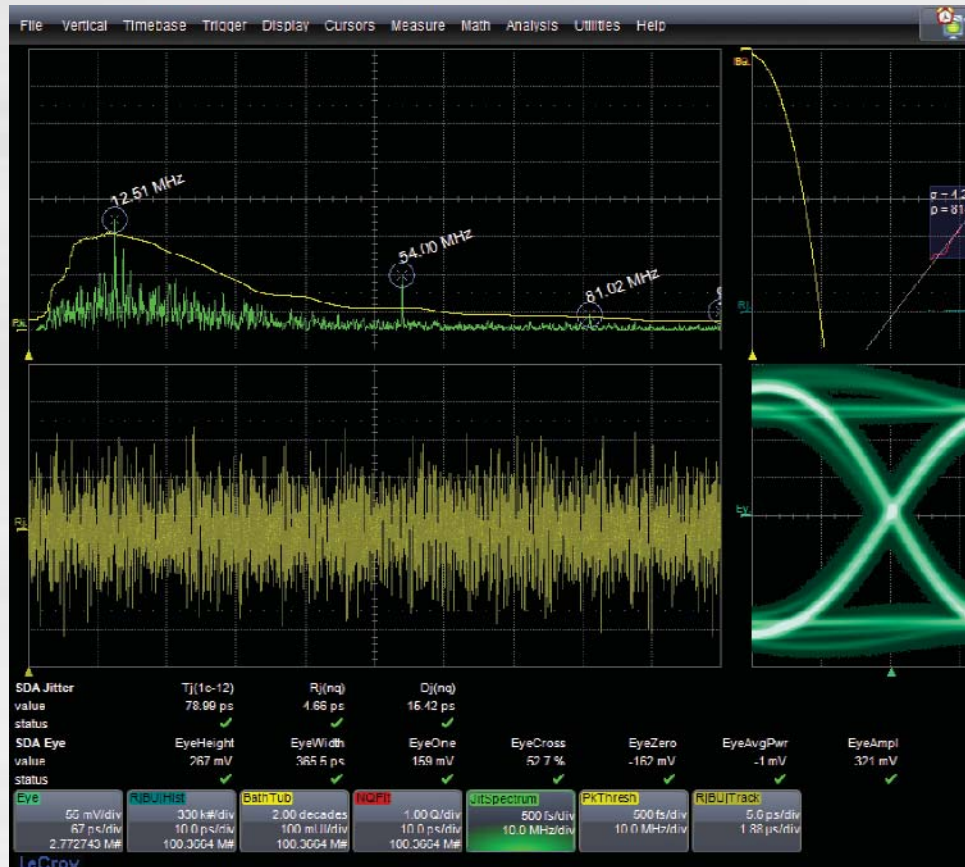 File Vertical Timebase Trigger Display Cursors Measure Math Analysis Utilities Help
12.51 MHz
54.00 MHz
81.02 MHz
σ = 4.2
ρ = 81
SDA Jitter Tj(1e-12) Rj(nq) Dj(nq)
value 78.99 ps 4.66 ps 15.42 ps
status
SDA Eye EyeHeight EyeWidth EyeOne EyeCross EyeZero EyeAvgPwr EyeAmpl
value 267 mV 365.5 ps 159 mV 52.7 % -162 mV -1 mV 321 mV
status
Eye RjBUjHist BathTub NQFit JitSpectrum PkThresh RjBUjTrack
55 mV/div 330 k#/div 2.00 decades 1.00 Q/div 500 fs/div 500 fs/div 5.6 ps/div
67 ps/div 10.0 ps/div 100 mUI/div 10.0 ps/div 10.0 MHz/div 10.0 MHz/div 1.88 µs/div
2.772743 M# 100.3664 M# 100.3664 M# 100.3664 M#
LeCroy